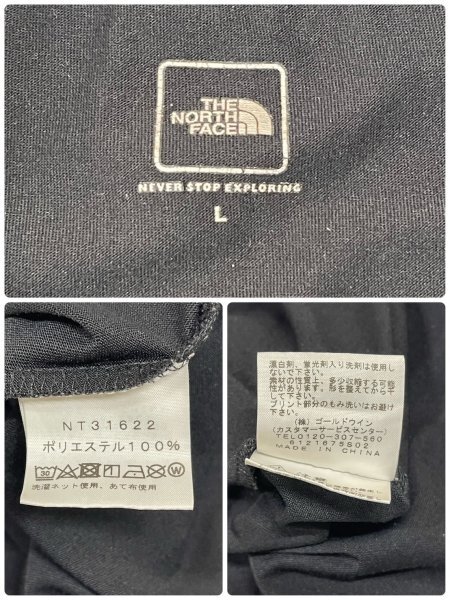 THE
NORTH
FACE
NEVER STOP EXPLORING
L
NT31622
ポリエステル100%
30
洗濯ネット使用、あて布使用
漂白剤、蛍光剤入り洗剤は使用し
ないで下さい。
素材の性質上、多少収縮する可能
性があります。形を整えてから干
して下さい。
プリント部分のもみ洗いはお避け
下さい。
(株)ゴールドウイン
(カスタマーサービスセンター)
TEL0120-307-560
6121675S02
MADE IN CHINA